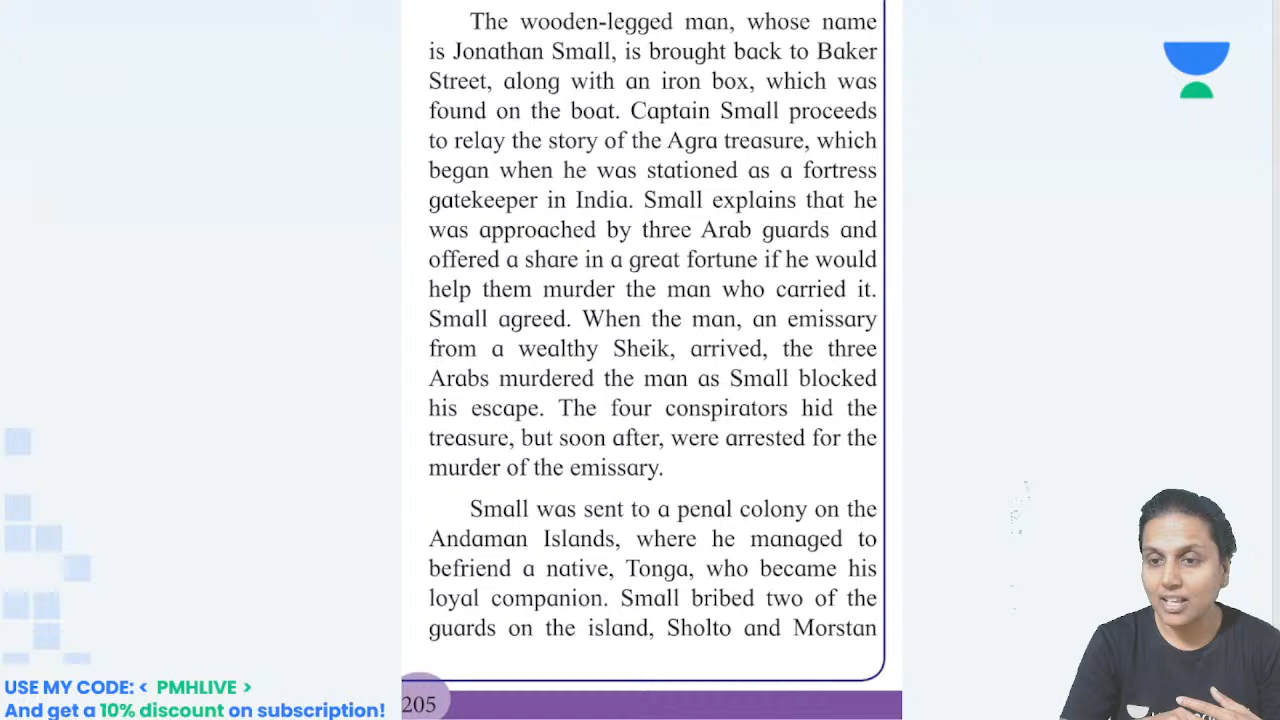 The wooden-legged man, whose name
is Jonathan Small, is brought back to Baker
Street, along with an iron box, which was
found on the boat. Captain Small proceeds
to relay the story of the Agra treasure, which
began when he was stationed as a fortress
gatekeeper in India. Small explains that he
was approached by three Arab guards and
offered a share in a great fortune if he would
help them murder the man who carried it.
Small agreed. When the man, an emissary
from a wealthy Sheik, arrived, the three
Arabs murdered the man as Small blocked
his escape. The four conspirators hid the
treasure, but soon after, were arrested for the
murder of the emissary.
Small was sent to a penal colony on the
Andaman Islands, where he managed to
befriend a native, Tonga, who became his
loyal companion. Small bribed two of the
guards on the island, Sholto and Morstan
205
USE MY CODE: < PMHLIVE >
And get a 10% discount on subscription!